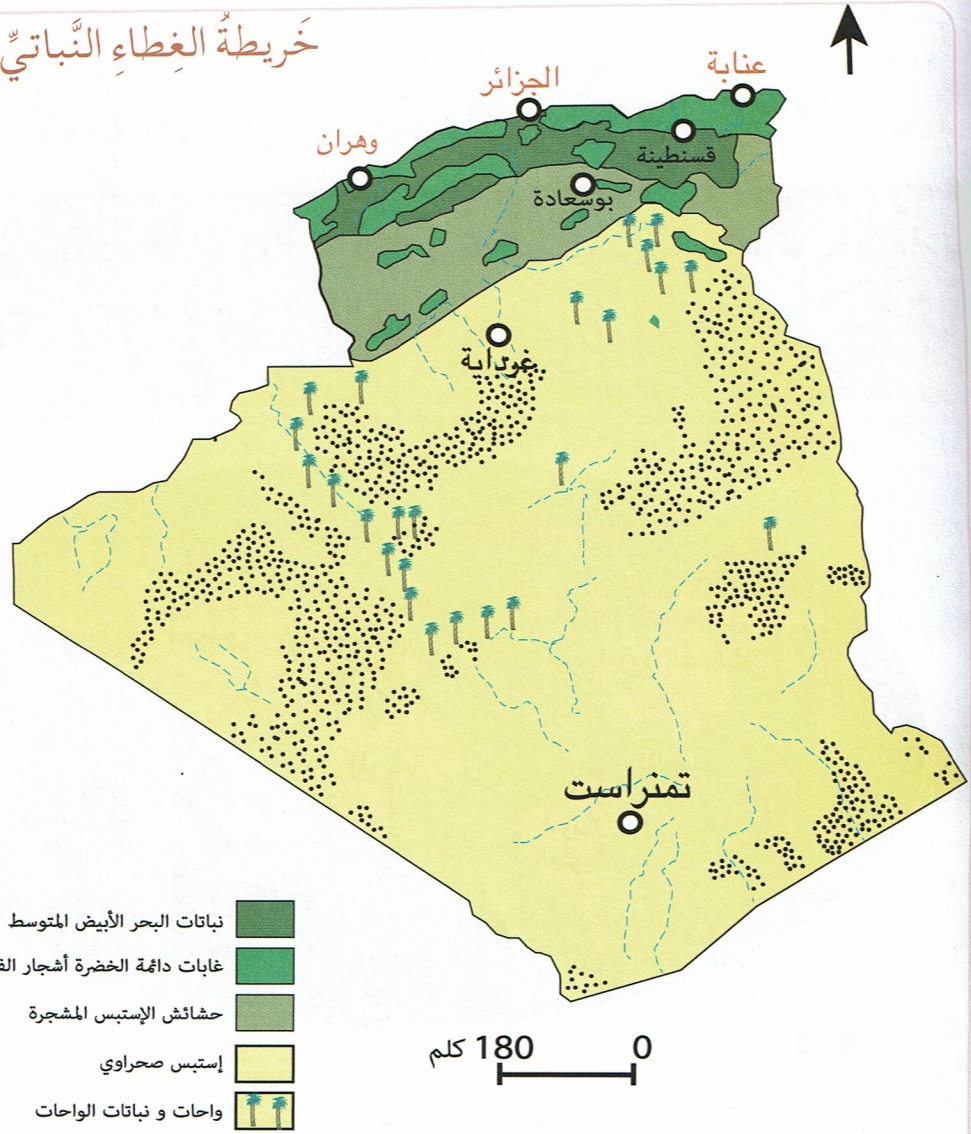 خَريطةُ الغِطاءِ النَّباتيِّ
عنابة
الجزائر
وهران
قسنطينة
بوسعادة
غرداية
تمنراست
نباتات البحر الأبيض المتوسط
غابات دائمة الخضرة أشجار
حشائش الإستبس المشجرة
إستبس صحراوي
واحات و نباتات الواحات
180 كلم
0